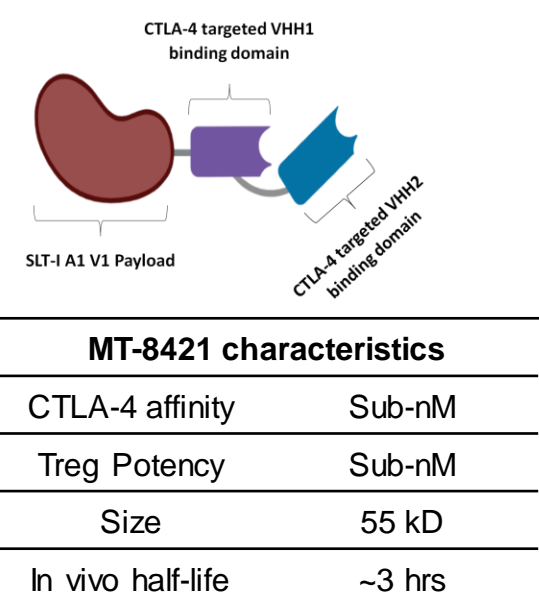 CTLA-4 targeted VHH1
binding domain
CTLA-4 targeted VHH2
binding domain
SLT-I A1 V1 Payload
MT-8421 characteristics
CTLA-4 affinity Sub-nM
Treg Potency Sub-nM
Size 55 kD
In vivo half-life ~3 hrs